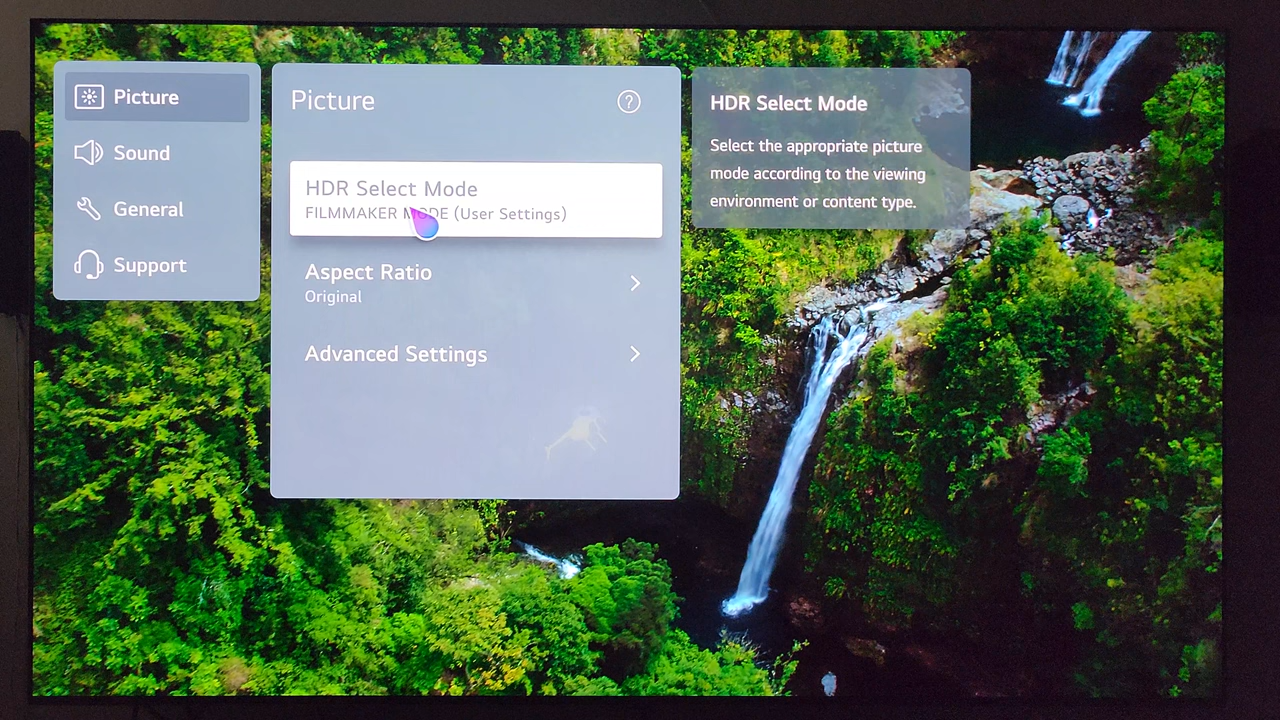 Picture
Sound
General
Support
Picture
?
HDR Select Mode
FILMMAKER MODE (User Settings)
Aspect Ratio
Original
Advanced Settings
HDR Select Mode
Select the appropriate picture
mode according to the viewing
environment or content type.